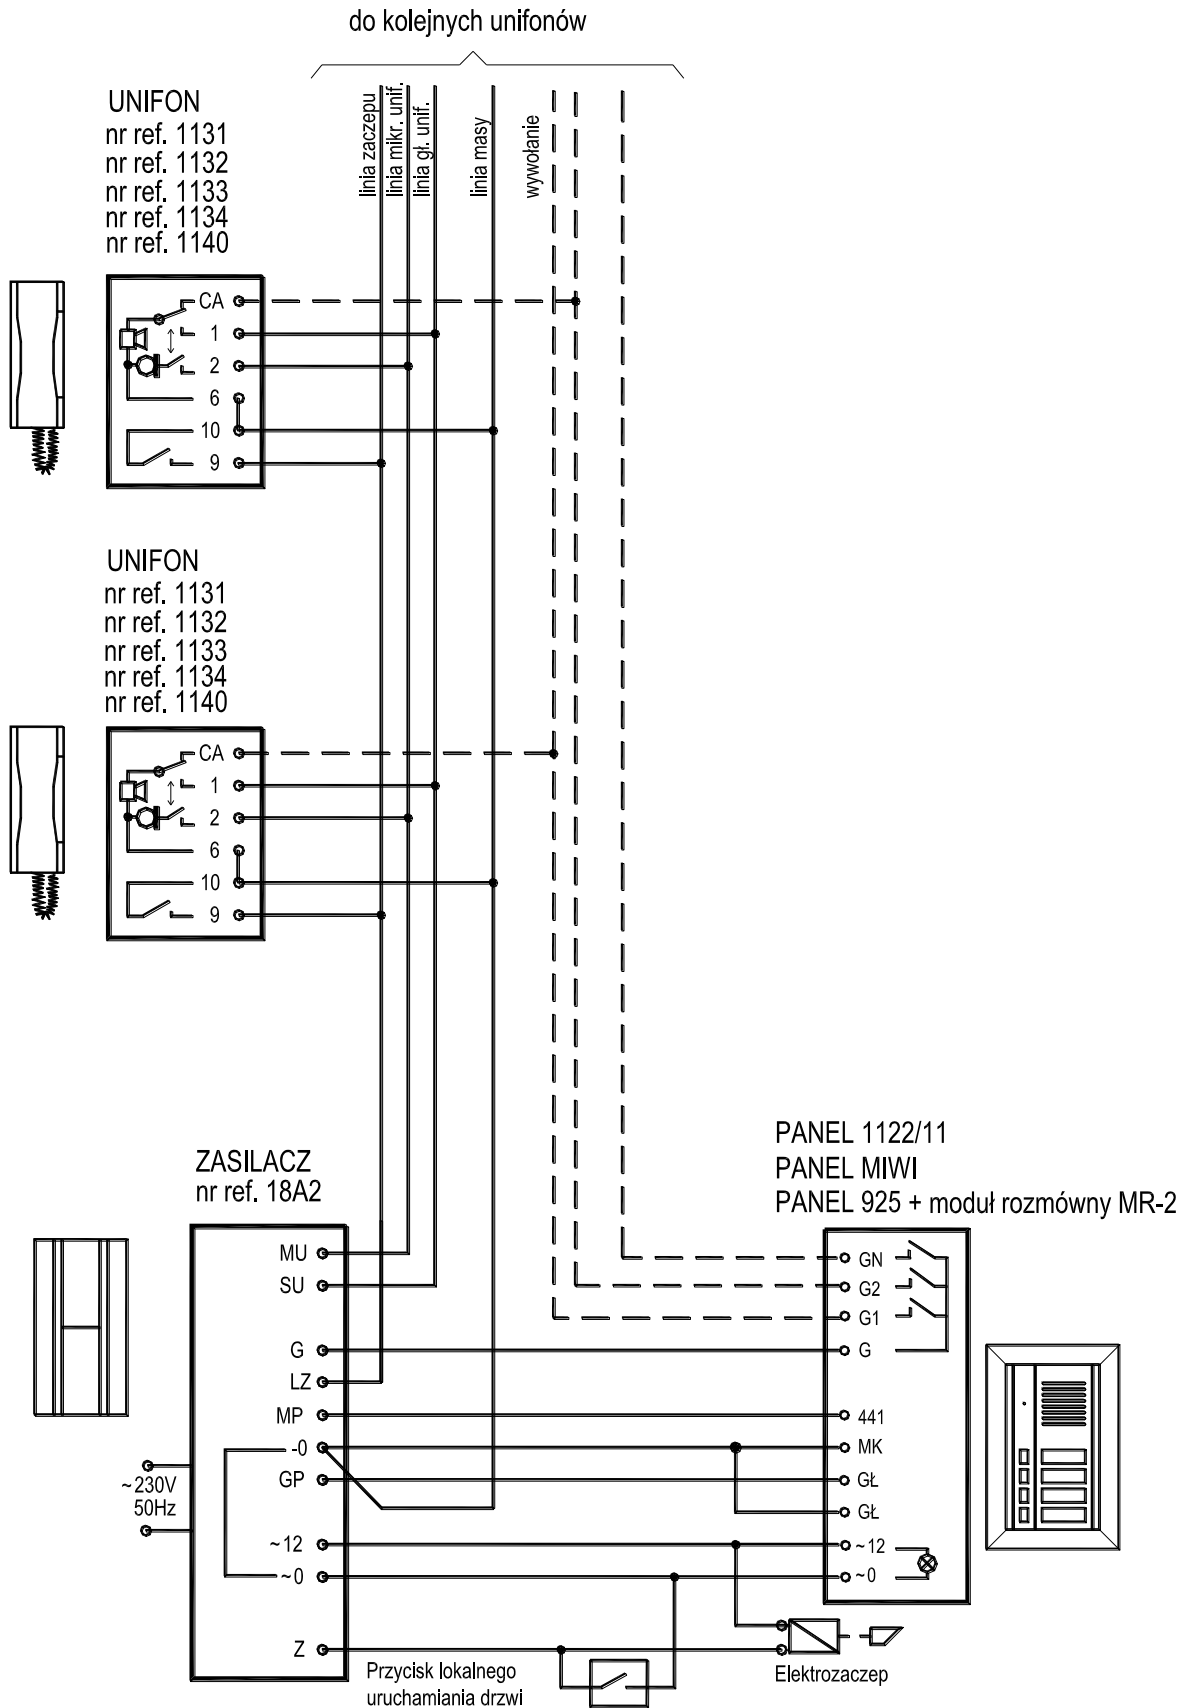 do kolejnych unifonów
linia zaczepu
linia mikr. unif.
linia gł. unif.
linia masy
wywołanie
UNIFON
nr ref. 1131
nr ref. 1132
nr ref. 1133
nr ref. 1134
nr ref. 1140
CA
1
2
6
10
9
UNIFON
nr ref. 1131
nr ref. 1132
nr ref. 1133
nr ref. 1134
nr ref. 1140
CA
1
2
6
10
9
ZASILACZ
nr ref. 18A2
MU
SU
G
LZ
MP
-0
GP
~12
~0
Z
~230V
50Hz
PANEL 1122/11
PANEL MIWI
PANEL 925 + moduł rozmówny MR-2
GN
G2
G1
G
441
MK
GŁ
GŁ
~12
~0
Elektrozaczep
Przycisk lokalnego
uruchamiania drzwi